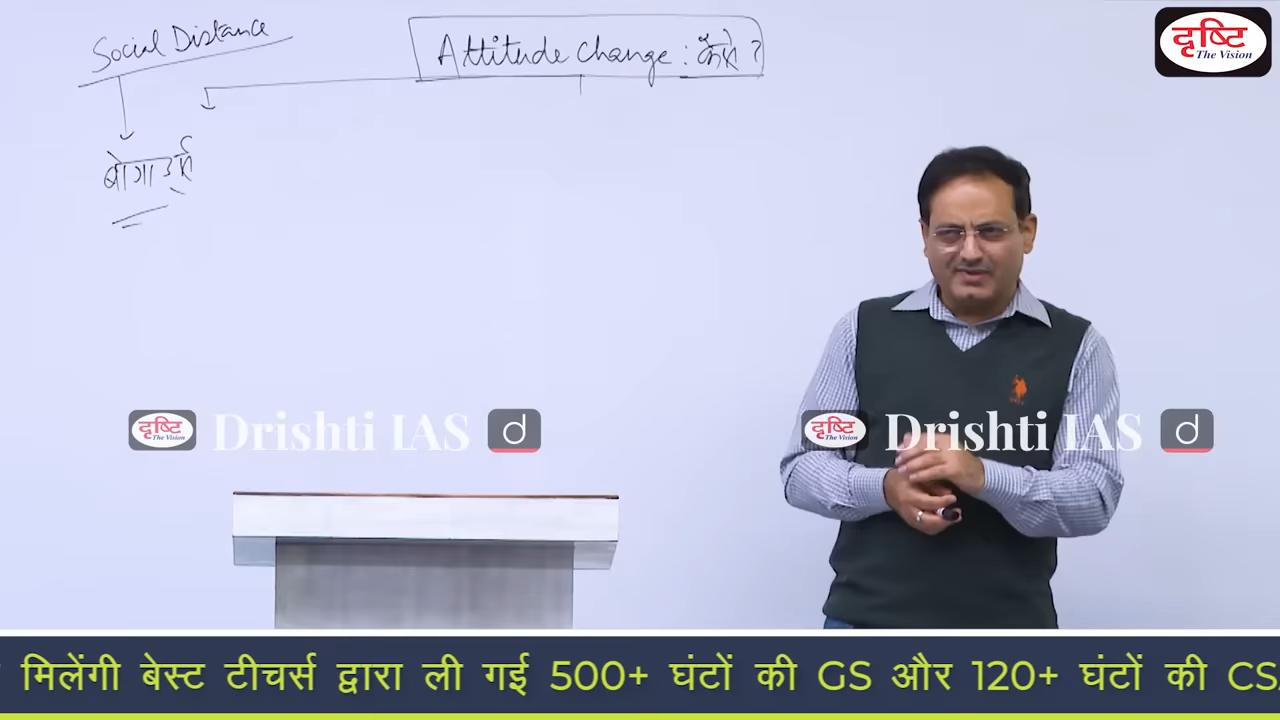 Social Distance
Attitude change : कैसे ?
बोगार्डस
दृष्टि
The Vision
दृष्टि
The Vision
Drishti IAS
d
दृष्टि
The Vision
Drishti IAS
d
मिलेंगी बेस्ट टीचर्स द्वारा ली गई 500+ घंटों की GS और 120+ घंटों की CS